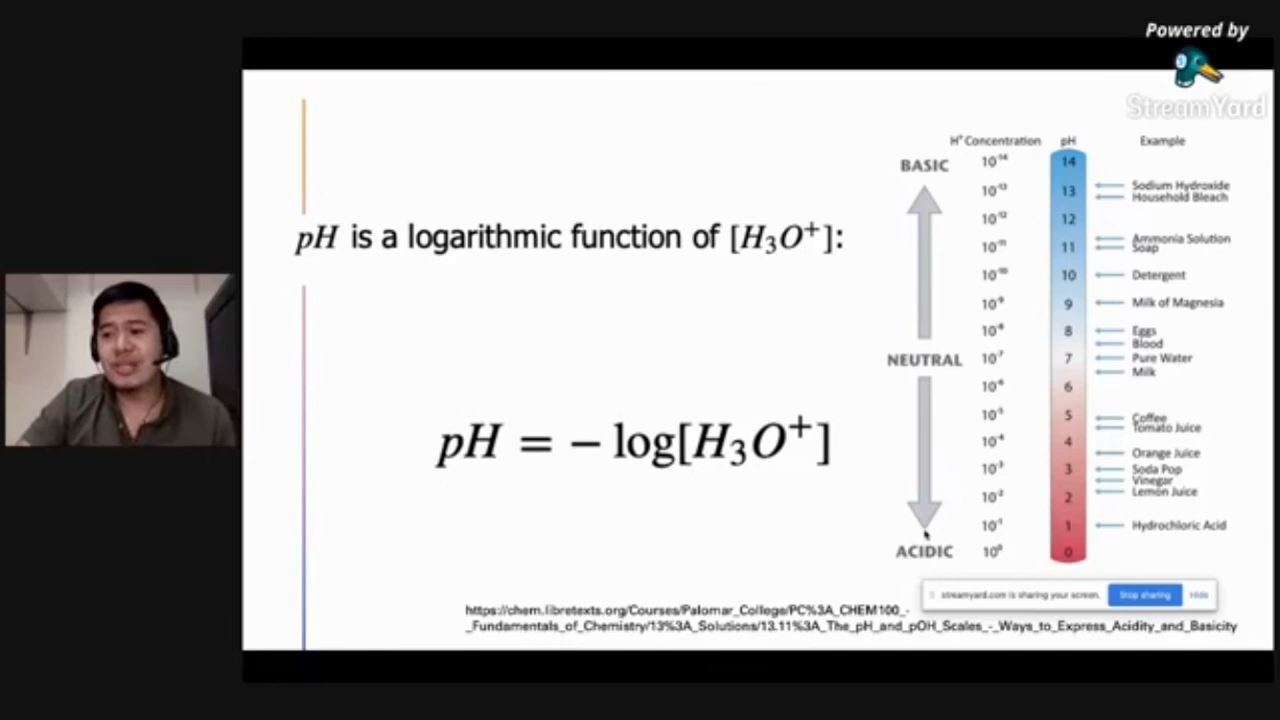 Powered by
StreamYard
pH is a logarithmic function of [H₃O⁺]:
pH = − log[H₃O⁺]
H⁺ Concentration pH Example
BASIC
NEUTRAL
ACIDIC
10⁻¹⁴ 14
10⁻¹³ 13
10⁻¹² 12
10⁻¹¹ 11
10⁻¹⁰ 10
10⁻⁹ 9
10⁻⁸ 8
10⁻⁷ 7
10⁻⁶ 6
10⁻⁵ 5
10⁻⁴ 4
10⁻³ 3
10⁻² 2
10⁻¹ 1
10⁰ 0
Sodium Hydroxide
Household Bleach
Ammonia Solution
Soap
Detergent
Milk of Magnesia
Eggs
Blood
Pure Water
Milk
Coffee
Tomato Juice
Orange Juice
Soda Pop
Vinegar
Lemon Juice
Hydrochloric Acid
streamyard.com is sharing your screen. Stop sharing Hide
https://chem.libretexts.org/Courses/Palomar_College/PC%3A_CHEM100_-
_Fundamentals_of_Chemistry/13%3A_Solutions/13.11%3A_The_pH_and_pOH_Scales_-_Ways_to_Express_Acidity_and_Basicity